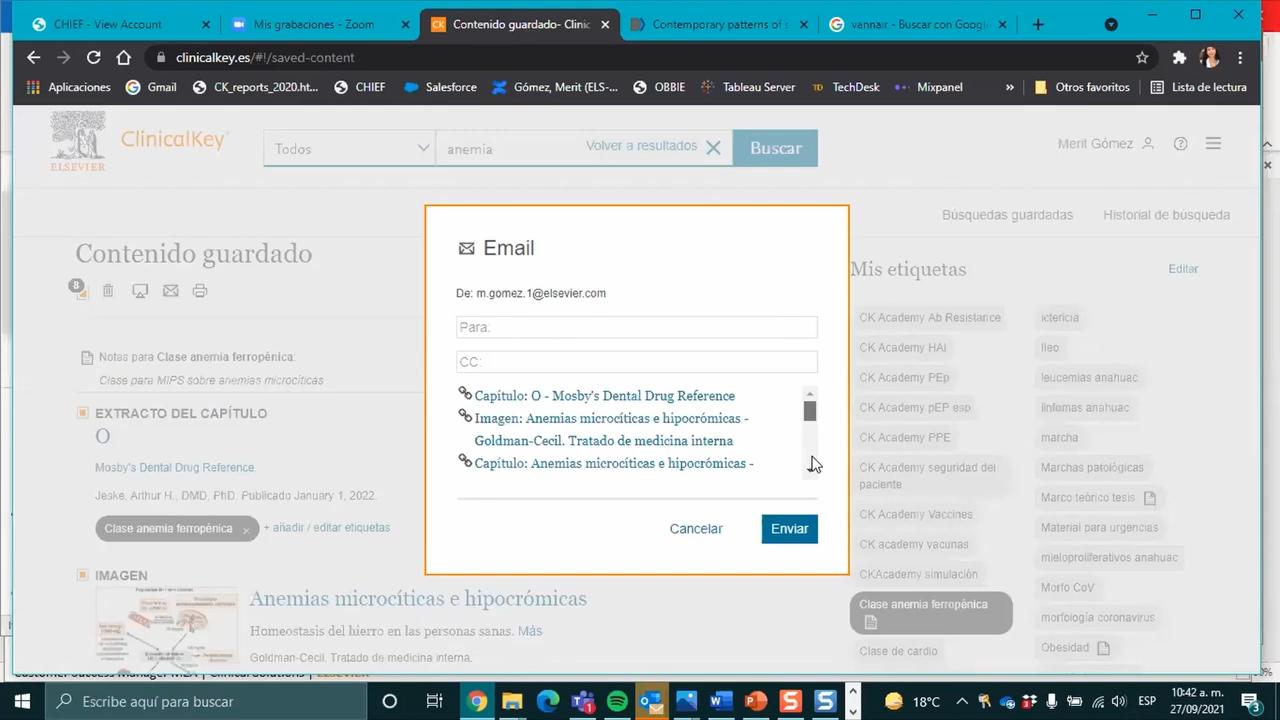 CHIEF - View Account
Mis grabaciones - Zoom
Contenido guardado- Clinic
Contemporary patterns of s
vannair - Buscar con Google
clinicalkey.es/#!/saved-content
Aplicaciones
Gmail
CK_reports_2020.ht...
CHIEF
Salesforce
Gómez, Merit (ELS-...
OBBIE
Tableau Server
TechDesk
Mixpanel
»
Otros favoritos
Lista de lectura
ELSEVIER
ClinicalKey®
Todos
anemia
Volver a resultados
Buscar
Merit Gómez
Búsquedas guardadas
Historial de búsqueda
Contenido guardado
8
Notas para Clase anemia ferropénica:
Clase para MIPS sobre anemias microcíticas
EXTRACTO DEL CAPÍTULO
O
Mosby's Dental Drug Reference.
Jeske, Arthur H., DMD, PhD. Publicado January 1, 2022.
Clase anemia ferropénica ×
+ añadir / editar etiquetas
IMAGEN
Anemias microcíticas e hipocrómicas
Homeostasis del hierro en las personas sanas. Más
Goldman-Cecil. Tratado de medicina interna.
Email
De: m.gomez.1@elsevier.com
Para:
CC:
Capítulo: O - Mosby's Dental Drug Reference
Imagen: Anemias microcíticas e hipocrómicas -
Goldman-Cecil. Tratado de medicina interna
Capítulo: Anemias microcíticas e hipocrómicas -
Cancelar
Enviar
Mis etiquetas
Editar
CK Academy Ab Resistance
CK Academy HAI
CK Academy PEp
CK Academy pEP esp
CK Academy PPE
CK Academy seguridad del
paciente
CK Academy Vaccines
CK academy vacunas
CKAcademy simulación
Clase anemia ferropénica
Clase de cardio
ictericia
Ileo
leucemias anahuac
linfomas anahuac
marcha
Marchas patológicas
Marco teòrico tesis
Material para urgencias
mieloproliferativos anahuac
Morfo CoV
morfología coronavirus
Obesidad
Customer Success Manager MLA | Clinical Solutions | ELSEVIER
Escribe aquí para buscar
18°C
ESP
10:42 a. m.
27/09/2021
3